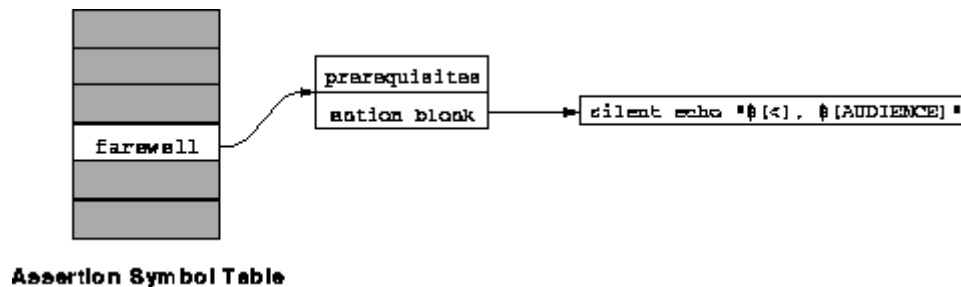 prerequisites
farewell
action block
silent echo "$[<], $[AUDIENCE]"
Assertion Symbol Table